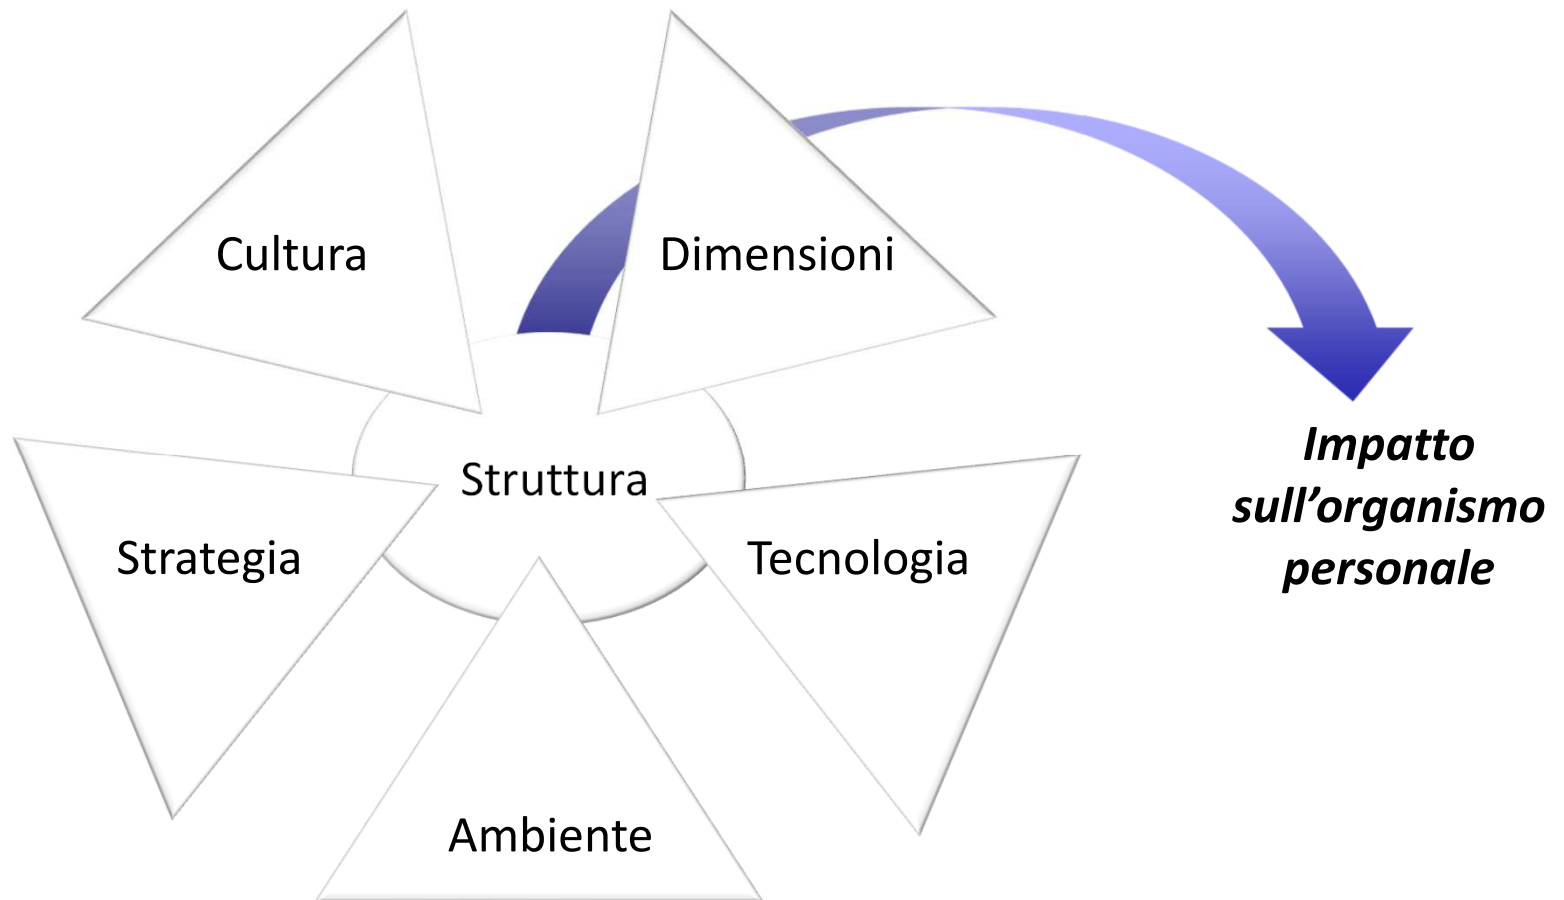 Cultura
Dimensioni
Struttura
Strategia
Tecnologia
Ambiente
Impatto
sull’organismo
personale